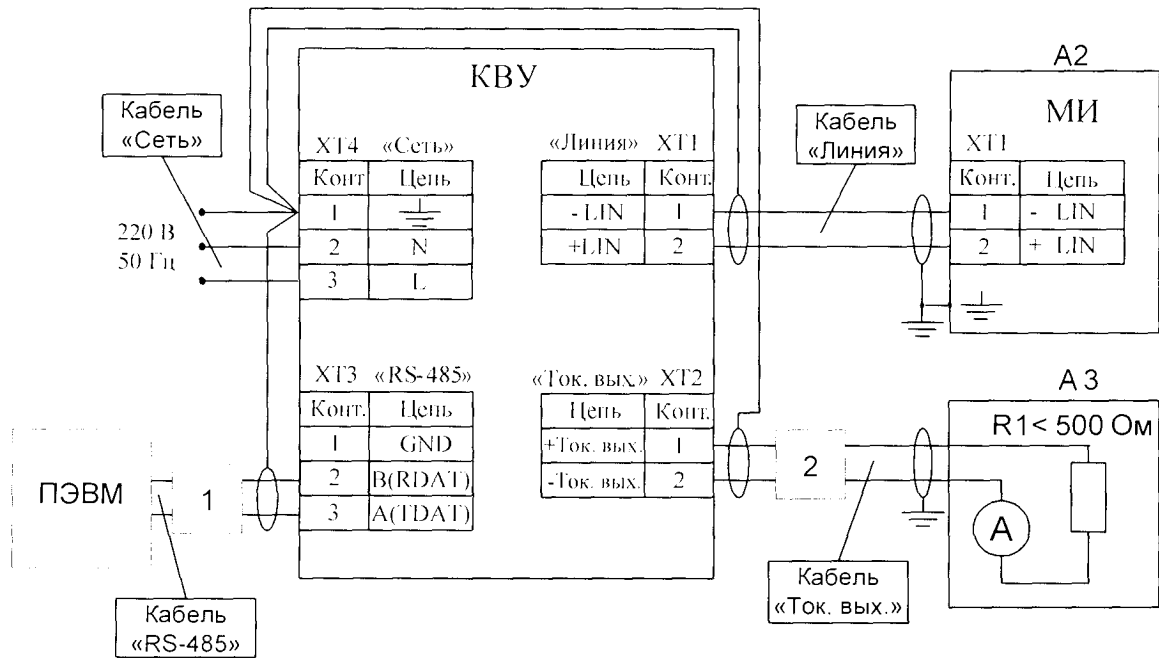 КВУ
А2
МИ
Кабель
«Сеть»
220 В
50 Гц
XT4 «Сеть»
Конт Цепь
1
2 N
3 L
«Линия» XT1
Цепь Конт.
- LIN 1
+LIN 2
Кабель
«Линия»
XT1
Конт. Цепь
1 - LIN
2 + LIN
XT3 «RS-485»
Конт. Цепь
1 GND
2 B(RDAT)
3 A(TDAT)
«Ток. вых.» XT2
Цепь Конт.
+Ток. вых. 1
-Ток. вых. 2
ПЭВМ
1
2
А 3
R1< 500 Ом
А
Кабель
«RS-485»
Кабель
«Ток. вых.»